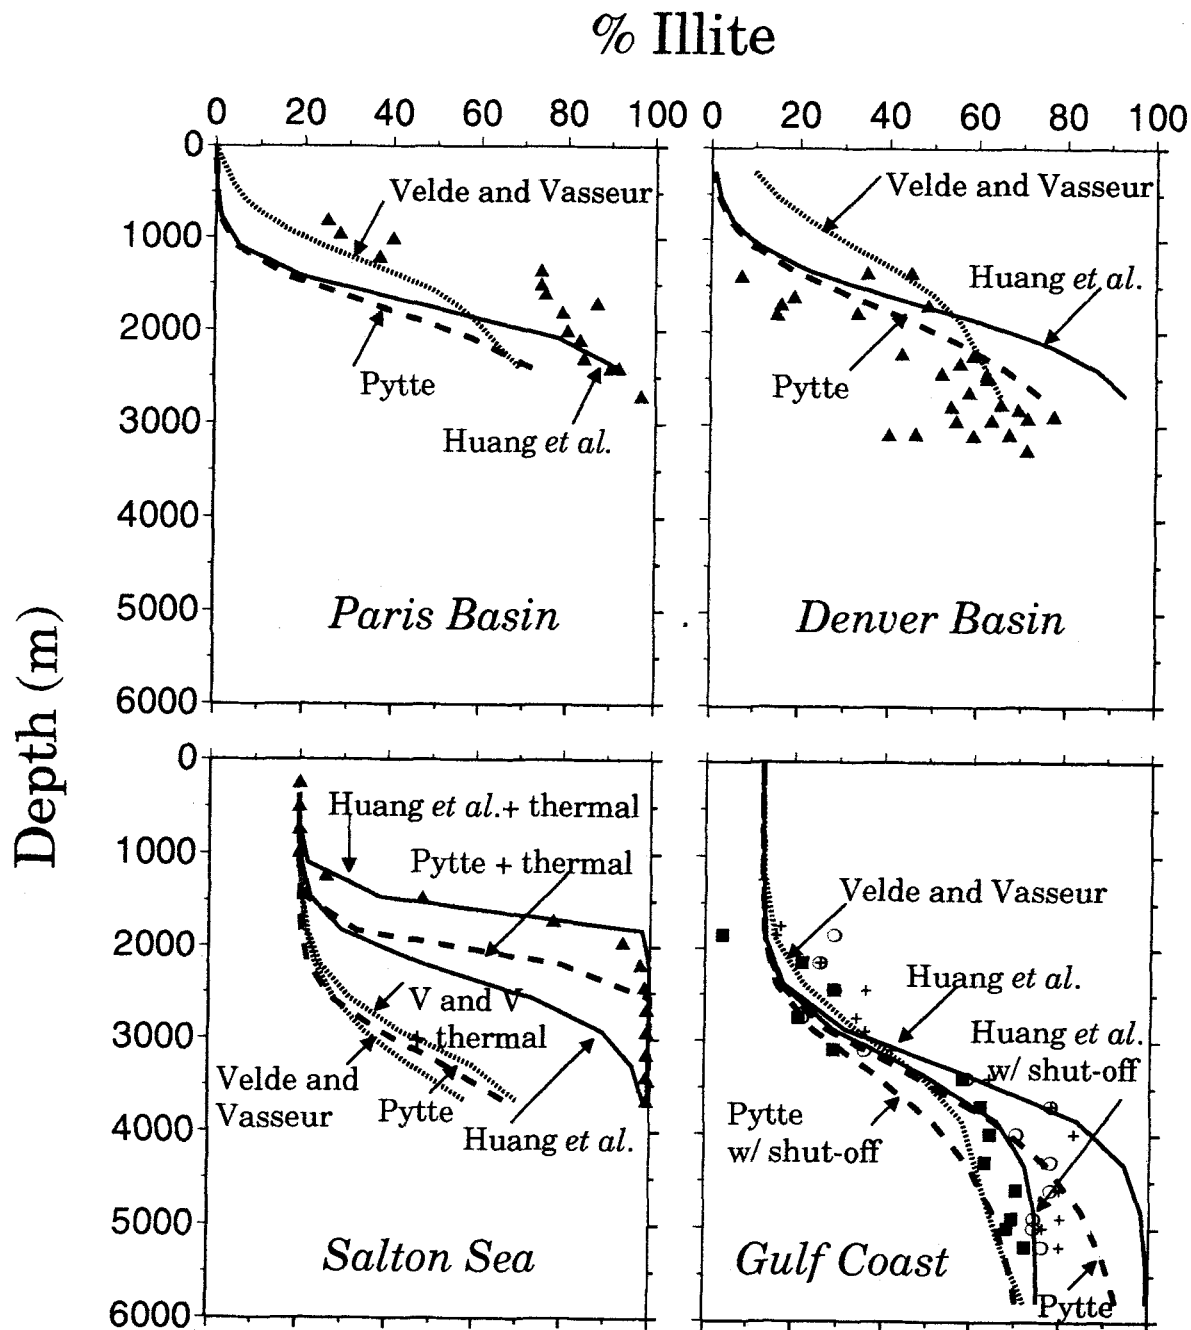 % Illite
0 20 40 60 80 100
0 20 40 60 80 100
Depth (m)
0
1000
2000
3000
4000
5000
6000
Velde and Vasseur
Pytte
Huang et al.
Paris Basin
Velde and Vasseur
Huang et al.
Pytte
Denver Basin
0
1000
2000
3000
4000
5000
6000
Huang et al.+ thermal
Pytte + thermal
V and V
+ thermal
Velde and
Vasseur
Pytte
Huang et al.
Salton Sea
Velde and Vasseur
Huang et al.
Huang et al.
w/ shut-off
Pytte
w/ shut-off
Pytte
Gulf Coast